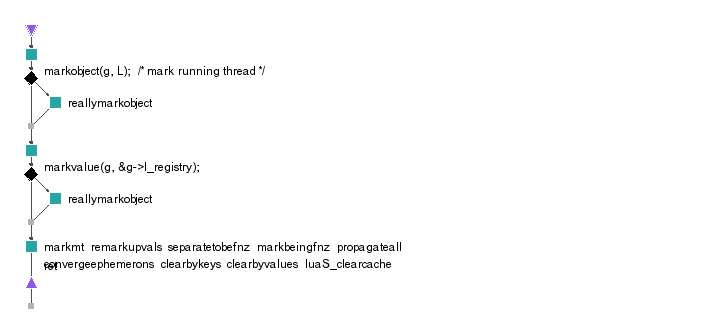 markobject(g, L);  /* mark running thread */
reallymarkobject
markvalue(g, &g->l_registry);
reallymarkobject
markmt remarkupvals separatetobefnz markbeingfnz propagateall
convergeephemerons clearbykeys clearbyvalues luaS_clearcache
ret